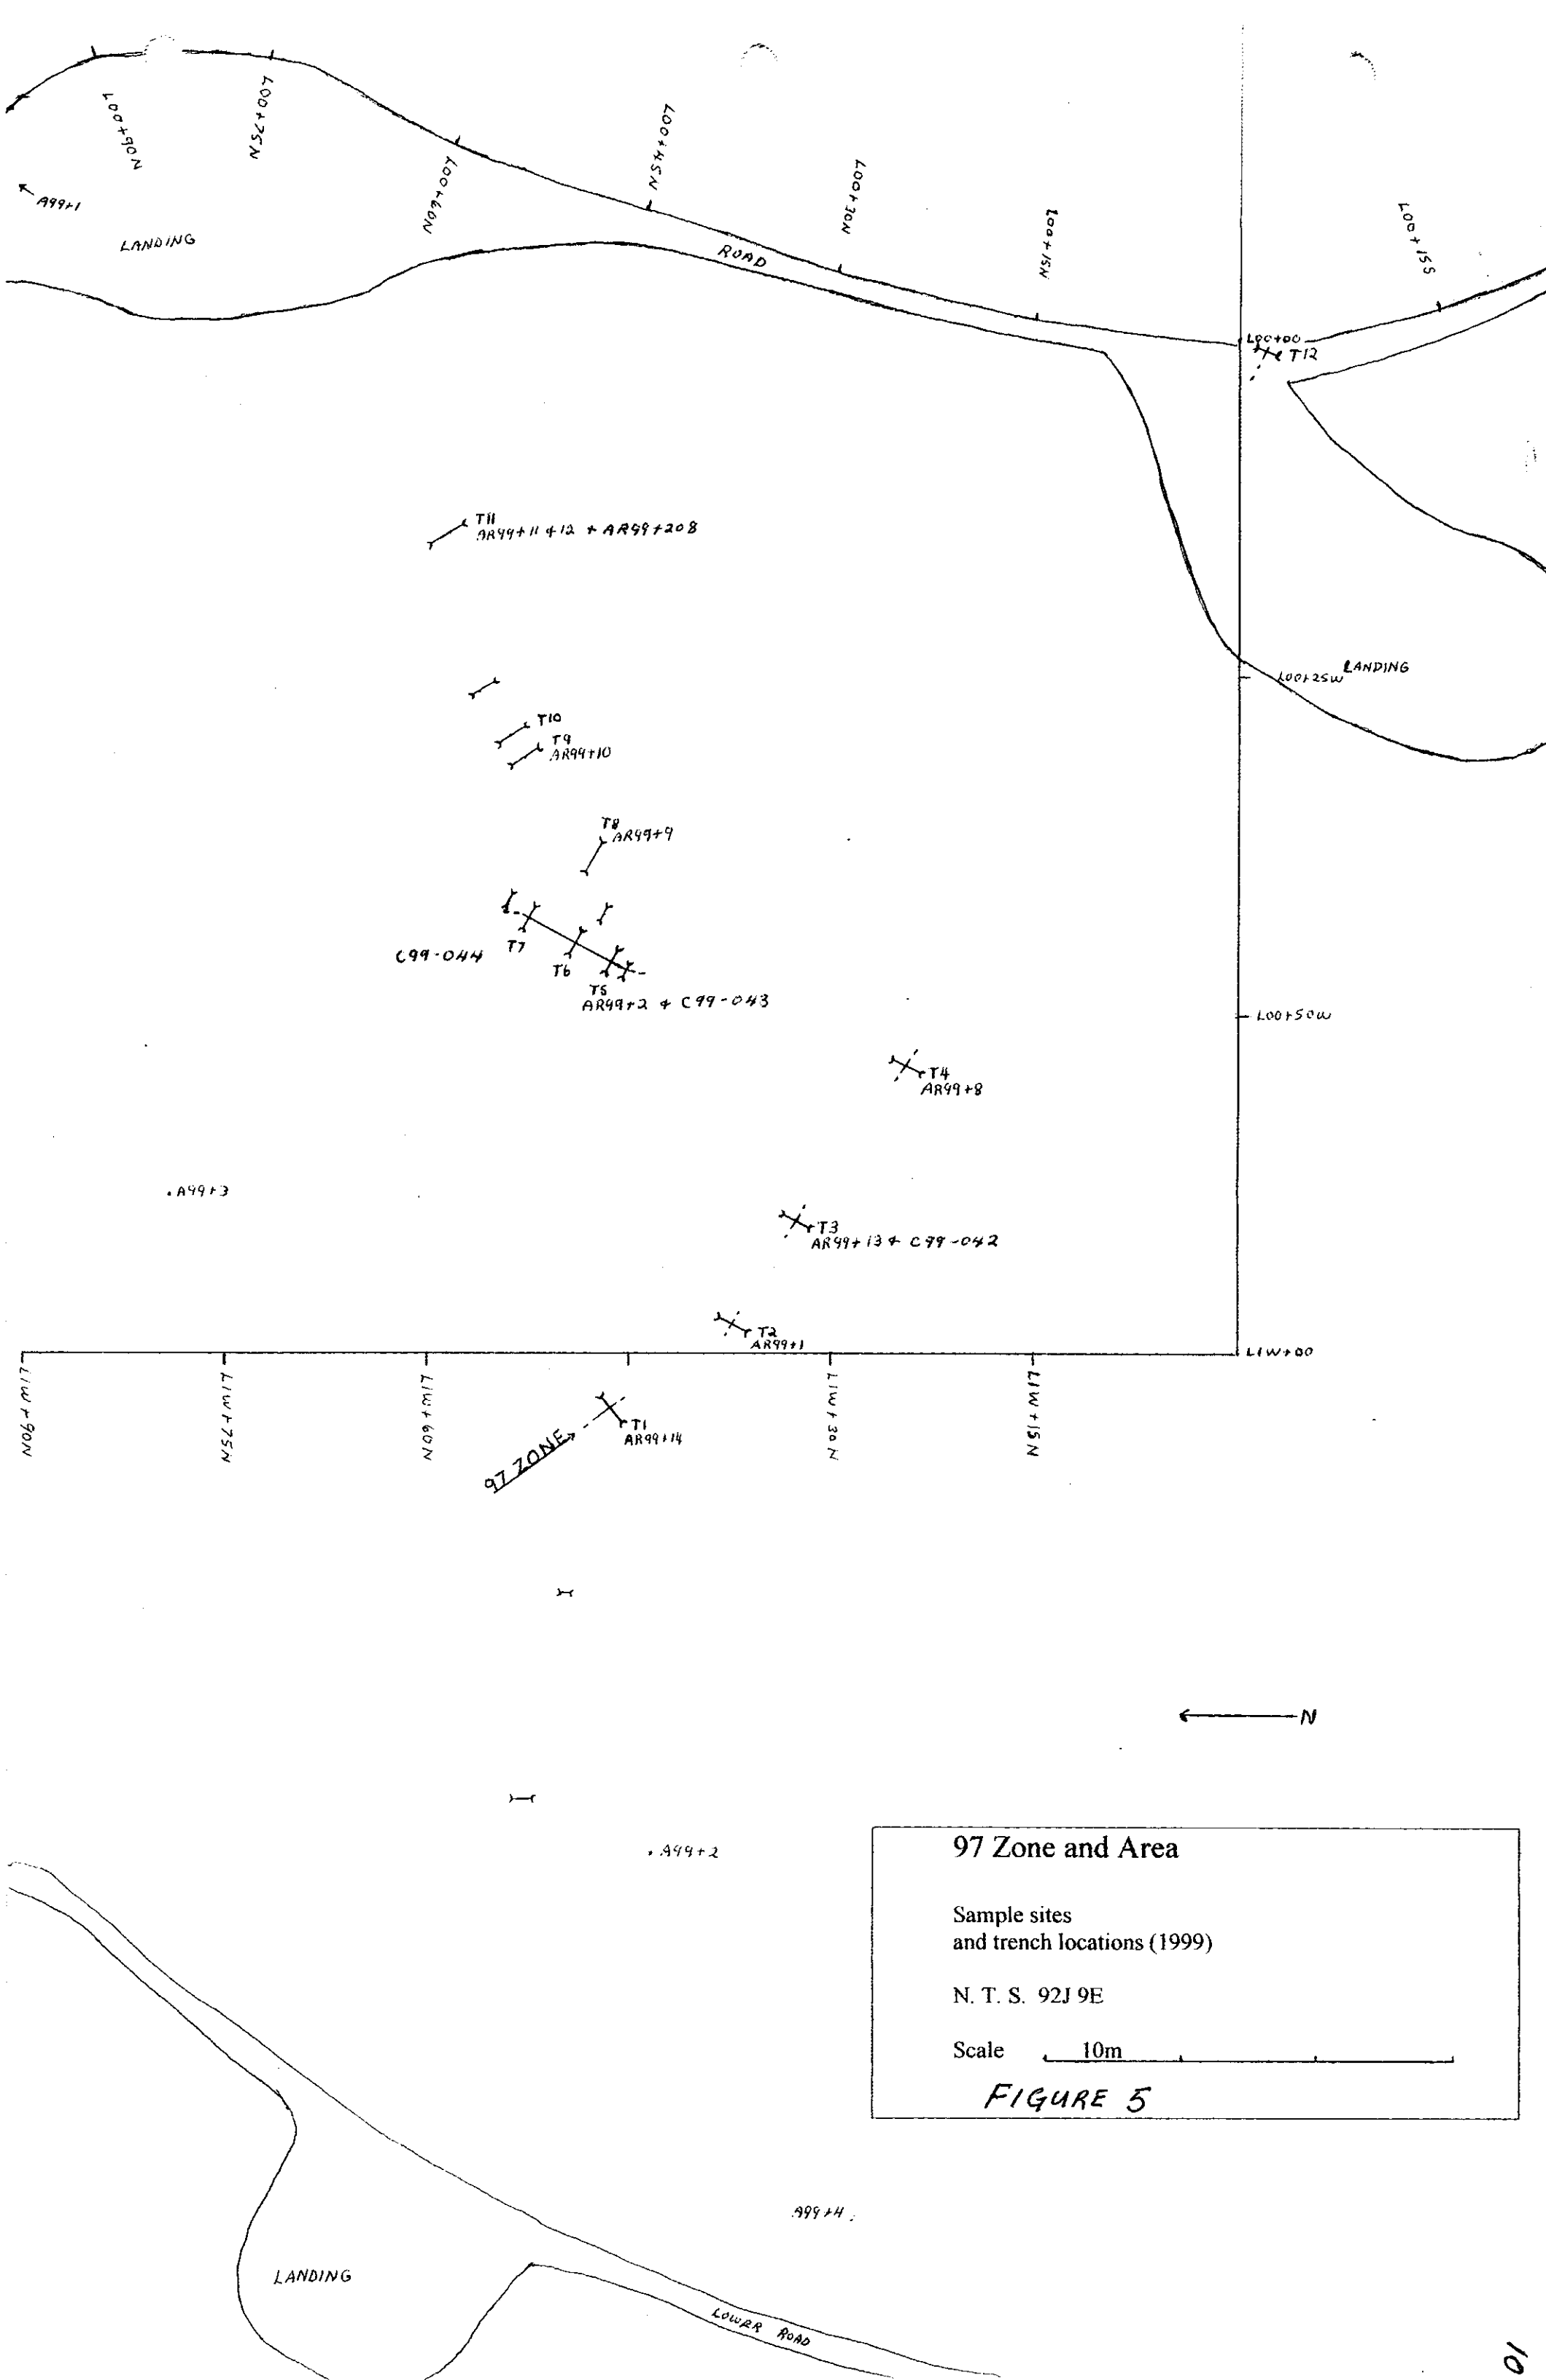 L00+90N
L00+75N
L00+60N
L00+45N
L00+30N
L00+15N
L00+15S
A99+1
LANDING
ROAD
L00+00
T12
T11
AR99+11+12 + AR99+208
L00+25W
LANDING
T10
T9
AR99+10
T8
AR99+9
C99-044
T7
T6
T5
AR99+2 + C99-043
L00+50W
T4
AR99+8
A99+3
T3
AR99+13 + C99-042
T2
AR99+1
L1W+00
L1W+90N
L1W+75N
L1W+60N
L1W+30N
L1W+15N
T1
AR99+14
97 ZONE
N
A99+2
97 Zone and Area
Sample sites
and trench locations (1999)
N. T. S. 92J 9E
Scale 10m
FIGURE 5
A99+4
LANDING
LOWER ROAD
10